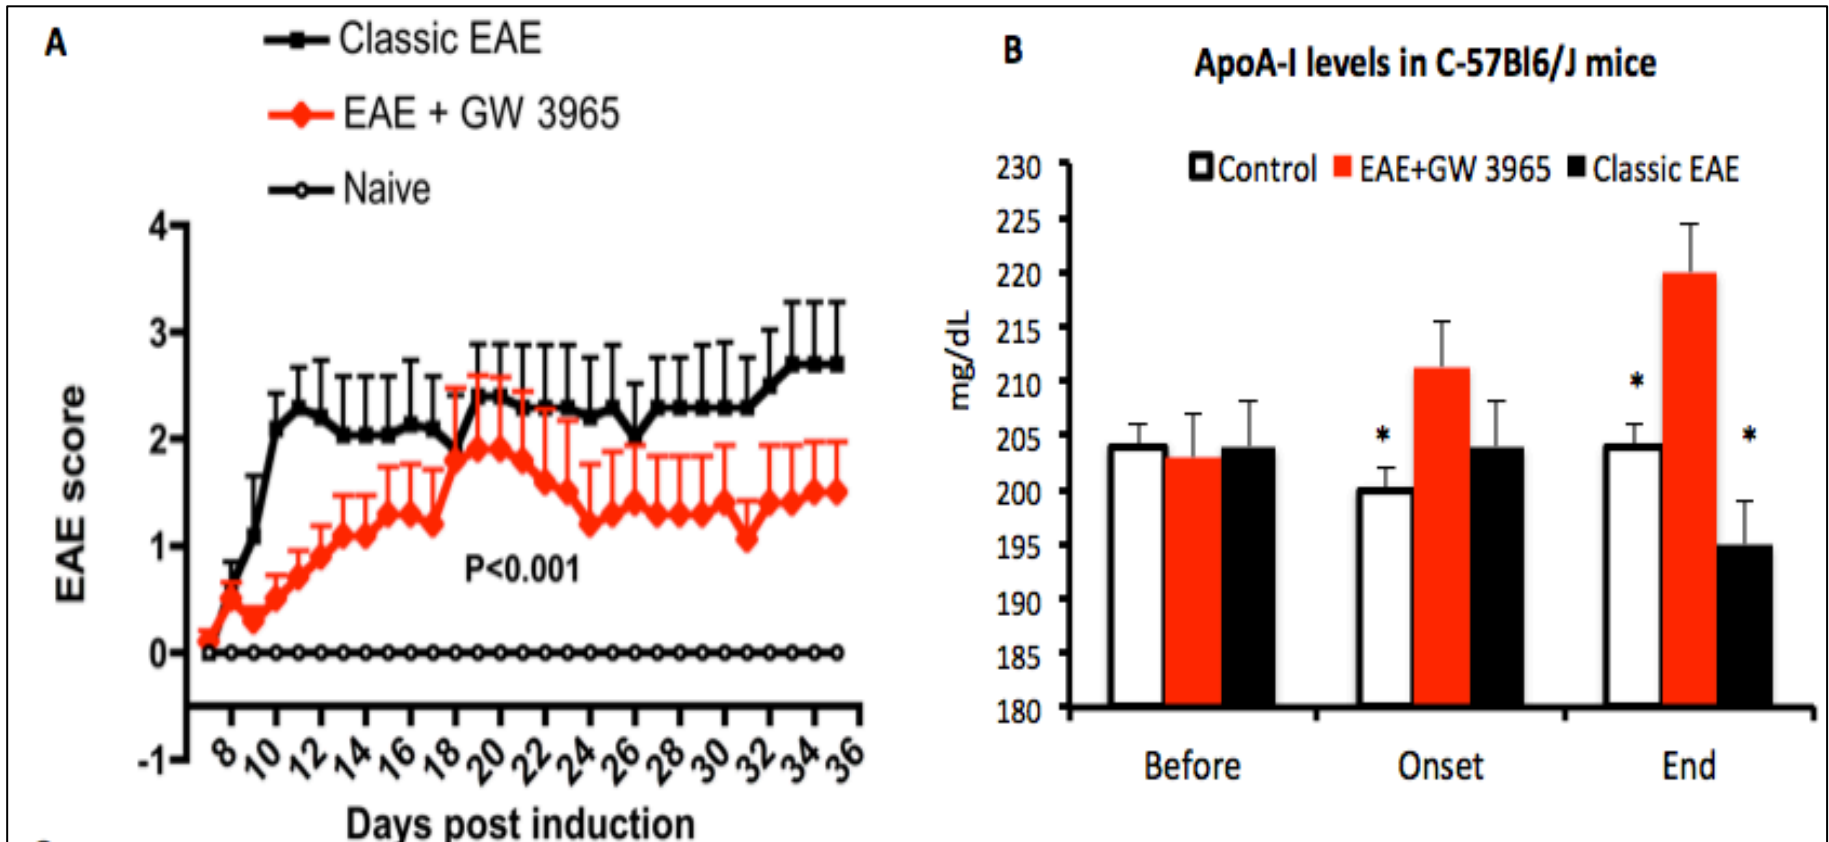 A
Classic EAE
EAE + GW 3965
Naive
4
3
2
1
0
-1
EAE score
P<0.001
8 10 12 14 16 18 20 22 24 26 28 30 32 34 36
Days post induction
B
ApoA-I levels in C-57Bl6/J mice
Control EAE+GW 3965 Classic EAE
230
225
220
215
210
205
200
195
190
185
180
mg/dL
*
*
*
Before Onset End